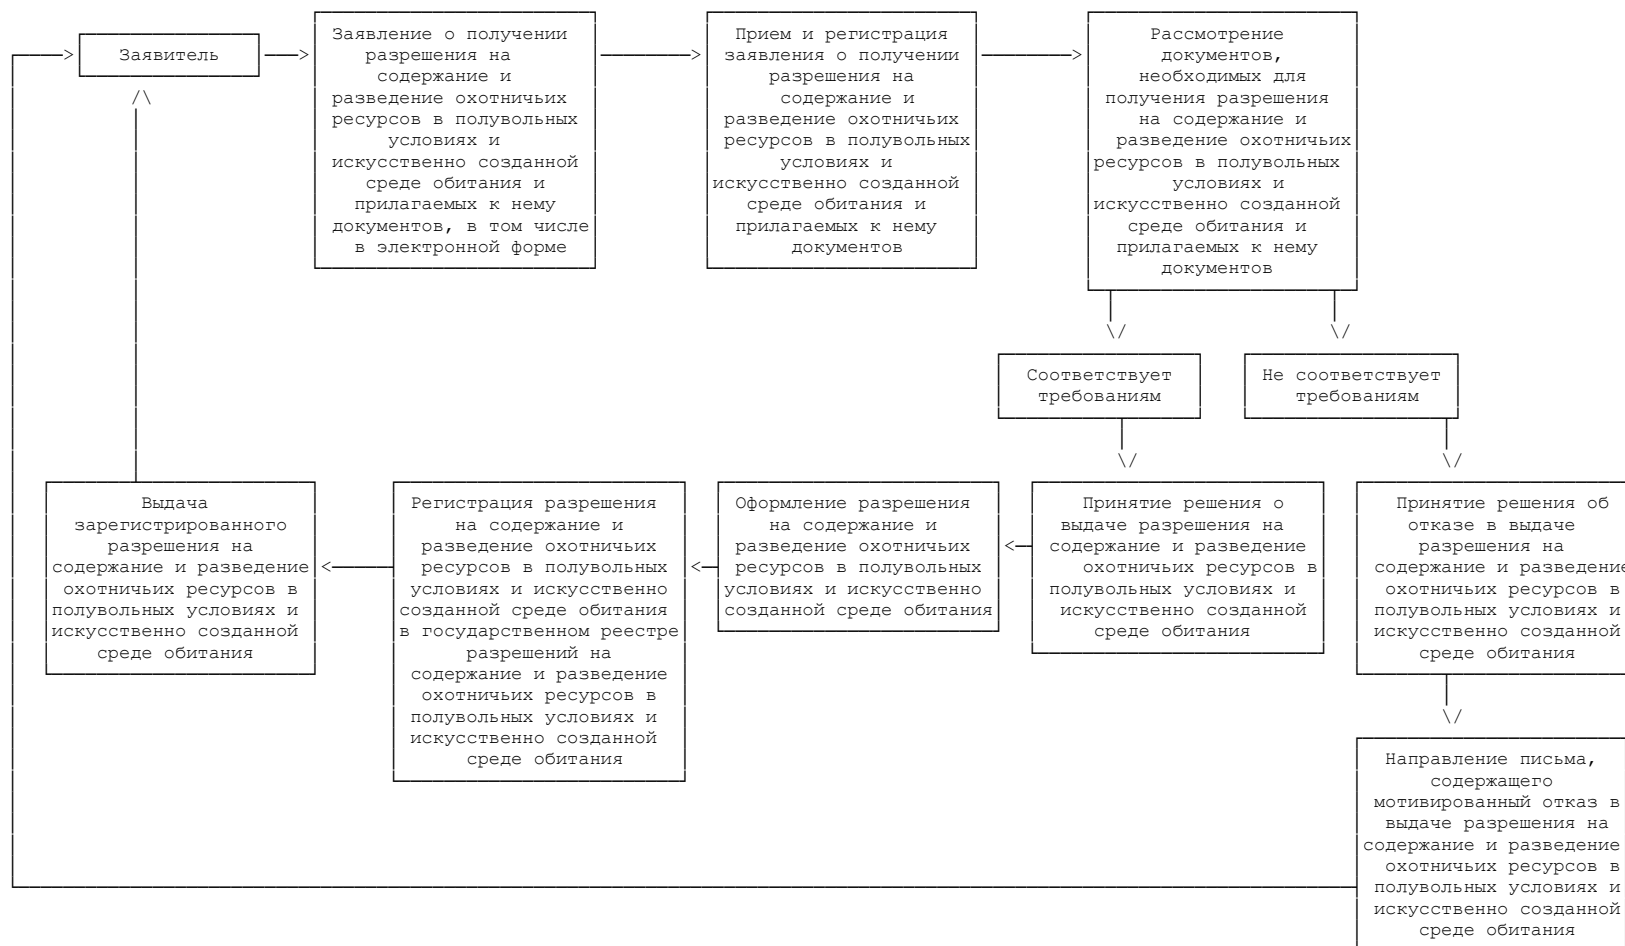 Заявитель
Заявление о получении
разрешения на
содержание и
разведение охотничьих
ресурсов в полувольных
условиях и
искусственно созданной
среде обитания и
прилагаемых к нему
документов, в том числе
в электронной форме
Прием и регистрация
заявления о получении
разрешения на
содержание и
разведение охотничьих
ресурсов в полувольных
условиях и
искусственно созданной
среде обитания и
прилагаемых к нему
документов
Рассмотрение
документов,
необходимых для
получения разрешения
на содержание и
разведение охотничьих
ресурсов в полувольных
условиях и
искусственно созданной
среде обитания и
прилагаемых к нему
документов
Соответствует
требованиям
Не соответствует
требованиям
Выдача
зарегистрированного
разрешения на
содержание и разведение
охотничьих ресурсов в
полувольных условиях и
искусственно созданной
среде обитания
Регистрация разрешения
на содержание и
разведение охотничьих
ресурсов в полувольных
условиях и искусственно
созданной среде обитания
в государственном реестре
разрешений на
содержание и разведение
охотничьих ресурсов в
полувольных условиях и
искусственно созданной
среде обитания
Оформление разрешения
на содержание и
разведение охотничьих
ресурсов в полувольных
условиях и искусственно
созданной среде обитания
Принятие решения о
выдаче разрешения на
содержание и разведение
охотничьих ресурсов в
полувольных условиях и
искусственно созданной
среде обитания
Принятие решения об
отказе в выдаче
разрешения на
содержание и разведение
охотничьих ресурсов в
полувольных условиях и
искусственно созданной
среде обитания
Направление письма,
содержащего
мотивированный отказ в
выдаче разрешения на
содержание и разведение
охотничьих ресурсов в
полувольных условиях и
искусственно созданной
среде обитания